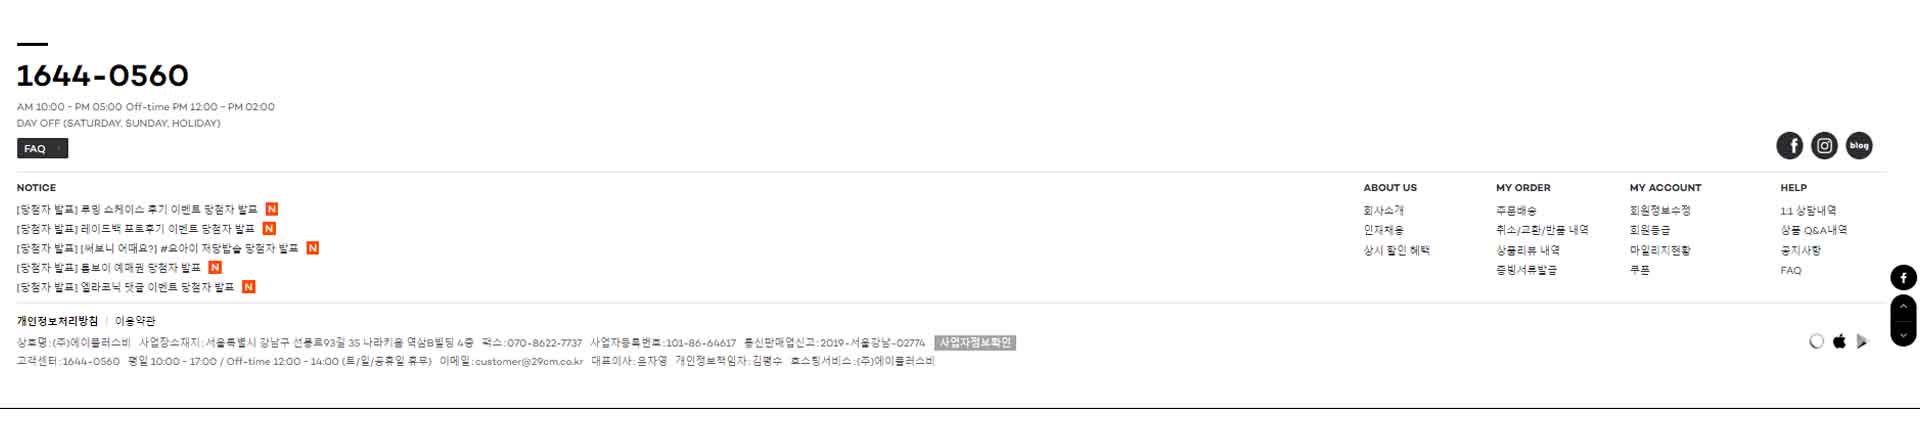 1644-0560
AM 10:00 - PM 05:00 Off-time PM 12:00 - PM 02:00
DAY OFF (SATURDAY, SUNDAY, HOLIDAY)
FAQ
blog
NOTICE
[당첨자 발표] 루밍 스케이스 후기 이벤트 당첨자 발표 N
[당첨자 발표] 레이드백 포토후기 이벤트 당첨자 발표 N
[당첨자 발표] [써보니 어때요?] #요아이 저당밥솥 당첨자 발표 N
[당첨자 발표] 톰보이 예매권 당첨자 발표 N
[당첨자 발표] 엘라코닉 댓글 이벤트 당첨자 발표 N
ABOUT US
회사소개
인재채용
상시 할인 혜택
MY ORDER
주문배송
취소/교환/반품 내역
상품리뷰 내역
증빙서류발급
MY ACCOUNT
회원정보수정
회원등급
마일리지현황
쿠폰
HELP
1:1 상담내역
상품 Q&A내역
공지사항
FAQ
개인정보처리방침 | 이용약관
상호명:(주)에이플러스비 사업장소재지:서울특별시 강남구 선릉로93길 35 나라키움 역삼B빌딩 4층 팩스:070-8622-7737 사업자등록번호:101-86-64617 통신판매업신고:2019-서울강남-02774 사업자정보확인
고객센터:1644-0560 평일 10:00 - 17:00 / Off-time 12:00 - 14:00 (토/일/공휴일 휴무) 이메일:customer@29cm.co.kr 대표이사:윤자영 개인정보책임자:김평수 호스팅서비스:(주)에이플러스비